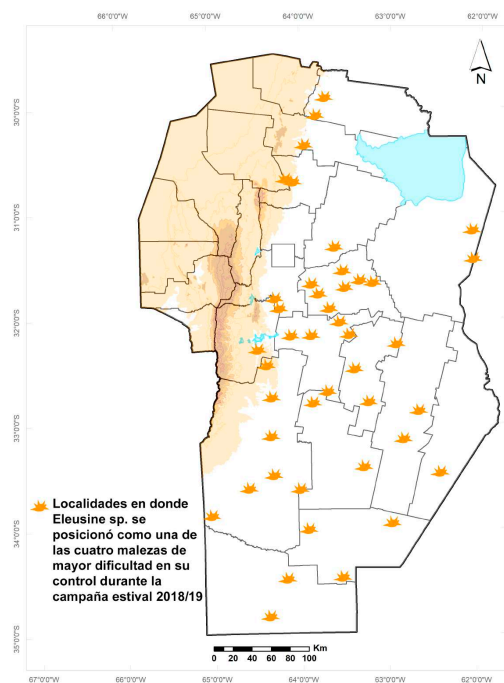 66°0'0"O 65°0'0"O 64°0'0"O 63°0'0"O 62°0'0"O
N
30°0'0"S
31°0'0"S
32°0'0"S
33°0'0"S
34°0'0"S
35°0'0"S
Localidades en donde
Eleusine sp. se
posicionó como una de
las cuatro malezas de
mayor dificultad en su
control durante la
campaña estival 2018/19
Km
0 20 40 60 80 100
67°0'0"O 66°0'0"O 65°0'0"O 64°0'0"O 63°0'0"O 62°0'0"O